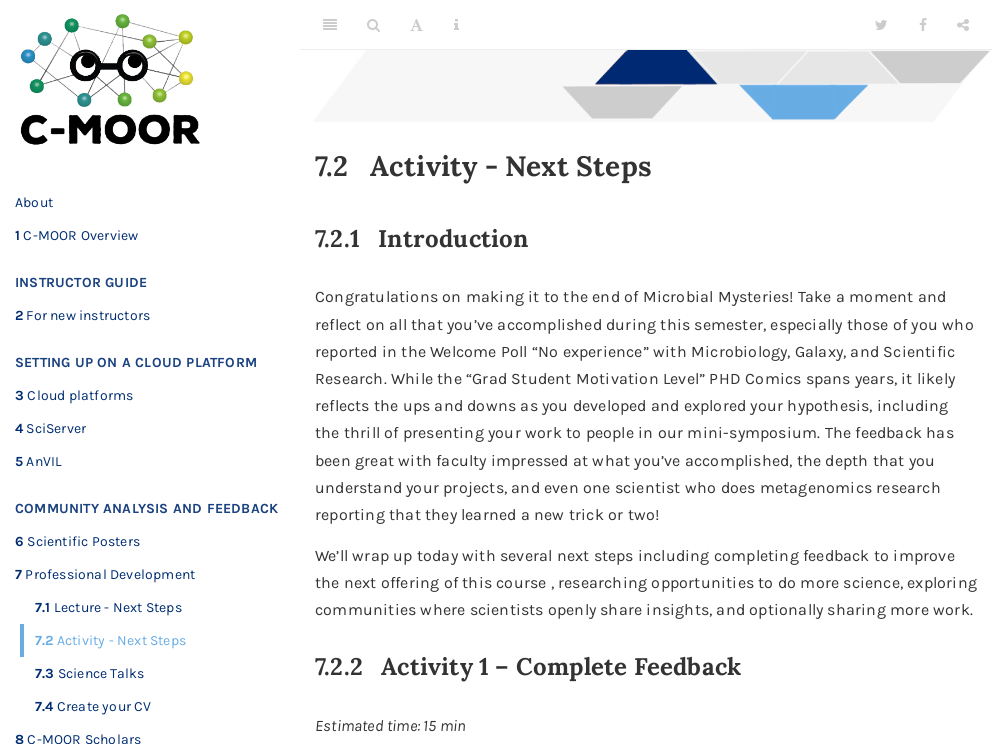 C-MOOR
About
1 C-MOOR Overview
INSTRUCTOR GUIDE
2 For new instructors
SETTING UP ON A CLOUD PLATFORM
3 Cloud platforms
4 SciServer
5 AnVIL
COMMUNITY ANALYSIS AND FEEDBACK
6 Scientific Posters
7 Professional Development
7.1 Lecture - Next Steps
7.2 Activity - Next Steps
7.3 Science Talks
7.4 Create your CV
8 C-MOOR Scholars
7.2 Activity - Next Steps
7.2.1 Introduction
Congratulations on making it to the end of Microbial Mysteries! Take a moment and
reflect on all that you’ve accomplished during this semester, especially those of you who
reported in the Welcome Poll “No experience” with Microbiology, Galaxy, and Scientific
Research. While the “Grad Student Motivation Level” PHD Comics spans years, it likely
reflects the ups and downs as you developed and explored your hypothesis, including
the thrill of presenting your work to people in our mini-symposium. The feedback has
been great with faculty impressed at what you’ve accomplished, the depth that you
understand your projects, and even one scientist who does metagenomics research
reporting that they learned a new trick or two!
We’ll wrap up today with several next steps including completing feedback to improve
the next offering of this course , researching opportunities to do more science, exploring
communities where scientists openly share insights, and optionally sharing more work.
7.2.2 Activity 1 – Complete Feedback
Estimated time: 15 min